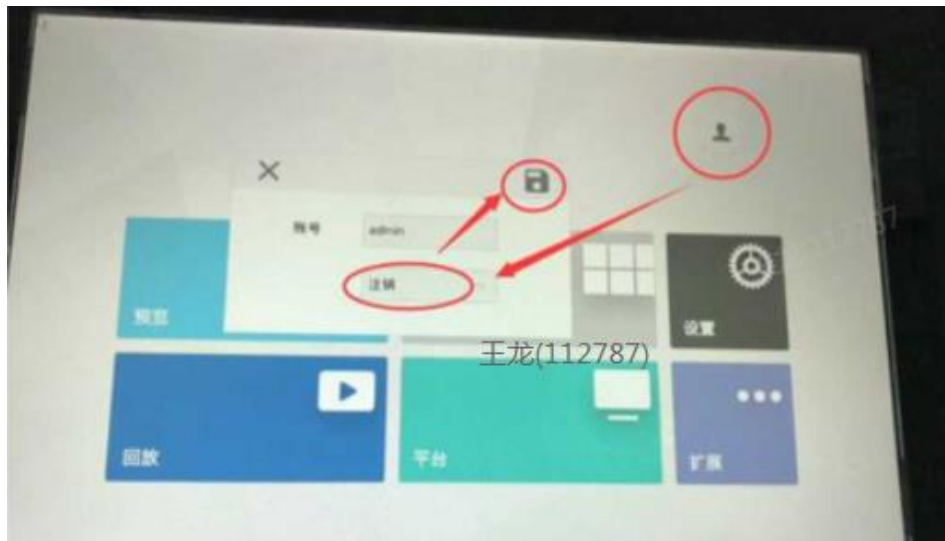 账号 admin
注销
预览
设置
王龙(112787)
回放
平台
扩展